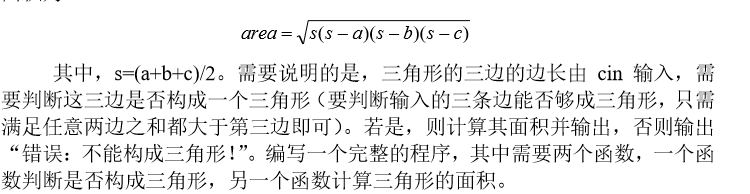 area = √s(s − a)(s − b)(s − c)
其中，s=(a+b+c)/2。需要说明的是，三角形的三边的边长由 cin 输入，需
要判断这三边是否构成一个三角形（要判断输入的三条边能否够成三角形，只需
满足任意两边之和都大于第三边即可）。若是，则计算其面积并输出，否则输出
“错误：不能构成三角形！”。编写一个完整的程序，其中需要两个函数，一个函
数判断是否构成三角形，另一个函数计算三角形的面积。